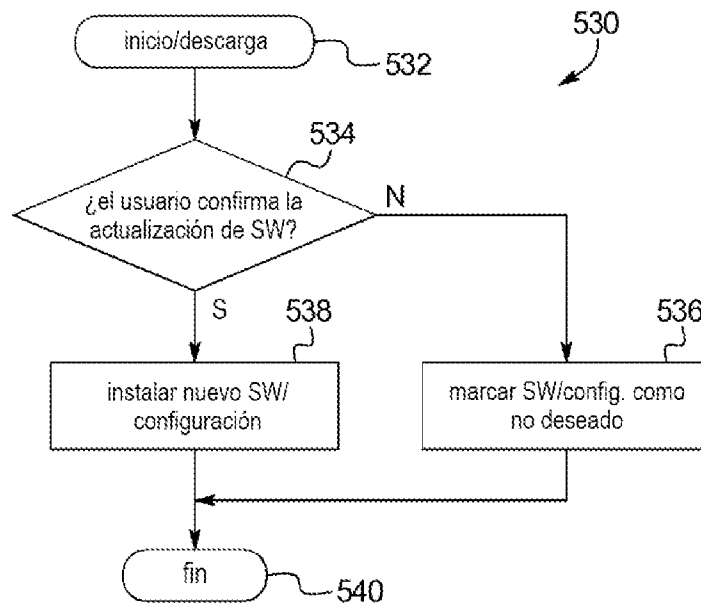 inicio/descarga
532
530
534
¿el usuario confirma la
actualización de SW?
N
S
538
536
instalar nuevo SW/
configuración
marcar SW/config. como
no deseado
fin
540